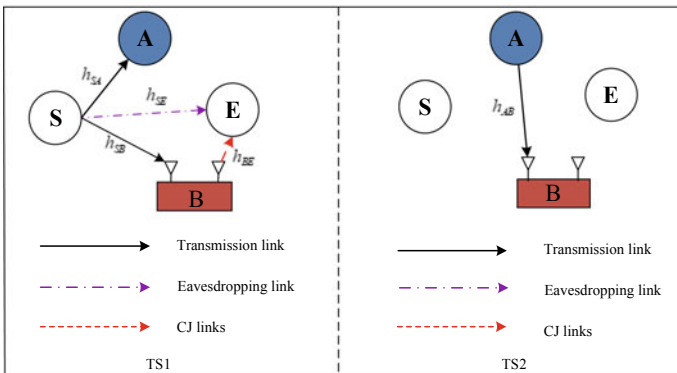 A
S
E
B
h_SA
h_SE
h_SB
h_BE
Transmission link
Eavesdropping link
CJ links
TS1
A
S
E
B
h_AB
Transmission link
Eavesdropping link
CJ links
TS2